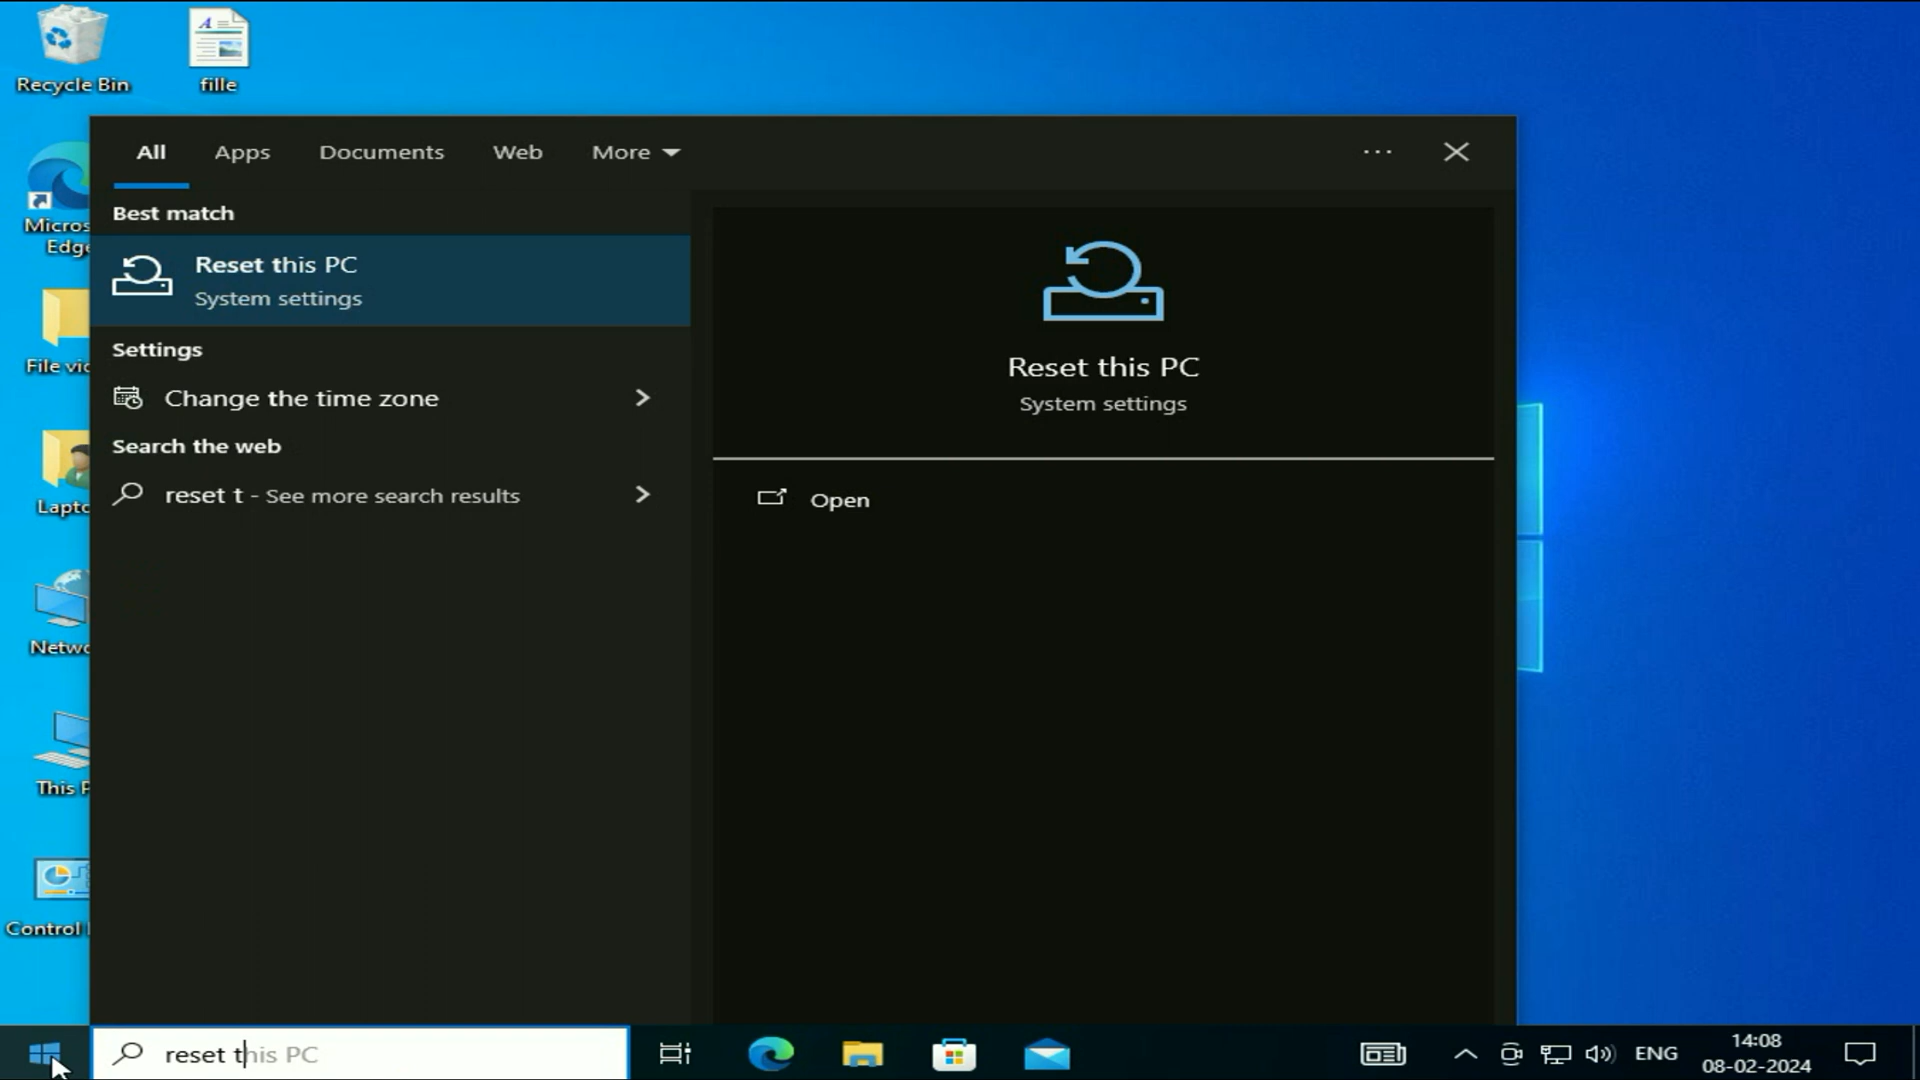 Recycle Bin
fille
Micros
Edge
File vid
Lapto
Netwo
This P
Control
All
Apps
Documents
Web
More
Best match
Reset this PC
System settings
Settings
Change the time zone
Search the web
reset t - See more search results
Reset this PC
System settings
Open
reset this PC
ENG
14:08
08-02-2024